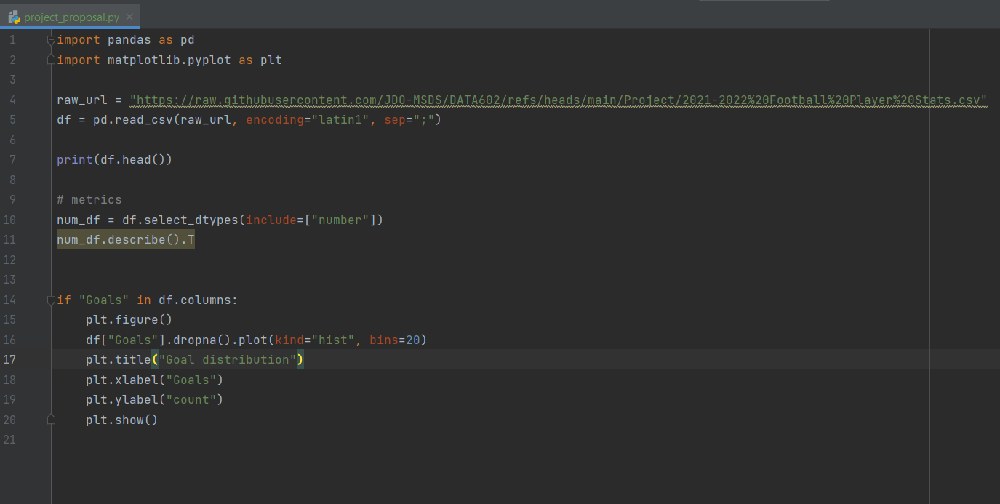 project_proposal.py
1 import pandas as pd
2 import matplotlib.pyplot as plt
3
4 raw_url = "https://raw.githubusercontent.com/JDO-MSDS/DATA602/refs/heads/main/Project/2021-2022%20Football%20Player%20Stats.csv"
5 df = pd.read_csv(raw_url, encoding="latin1", sep=";")
6
7 print(df.head())
8
9 # metrics
10 num_df = df.select_dtypes(include=["number"])
11 num_df.describe().T
12
13
14 if "Goals" in df.columns:
15     plt.figure()
16     df["Goals"].dropna().plot(kind="hist", bins=20)
17     plt.title("Goal distribution")
18     plt.xlabel("Goals")
19     plt.ylabel("count")
20     plt.show()
21